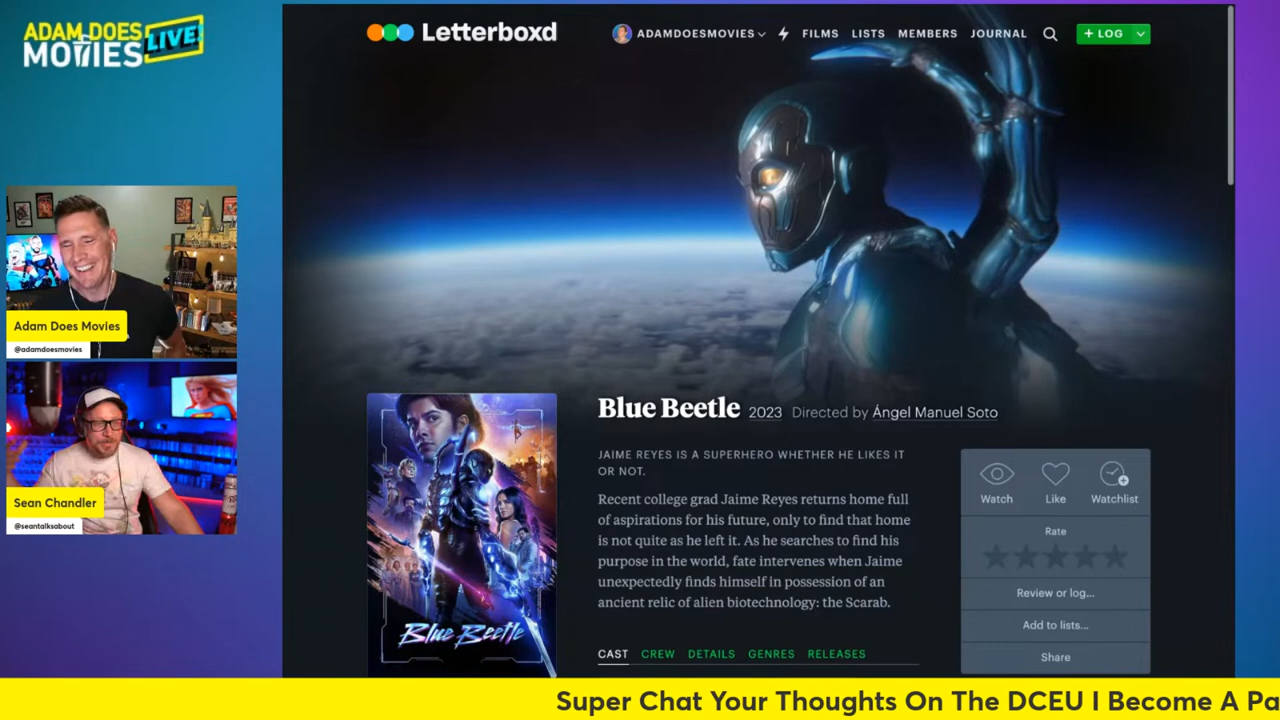 ADAM DOES
MOVIES
LIVE!
Letterboxd
ADAMDOESMOVIES
FILMS
LISTS
MEMBERS
JOURNAL
+ LOG
Adam Does Movies
@adamdoesmovies
Sean Chandler
@seantalksabout
Blue Beetle 2023 Directed by Ángel Manuel Soto
JAIME REYES IS A SUPERHERO WHETHER HE LIKES IT
OR NOT.
Recent college grad Jaime Reyes returns home full
of aspirations for his future, only to find that home
is not quite as he left it. As he searches to find his
purpose in the world, fate intervenes when Jaime
unexpectedly finds himself in possession of an
ancient relic of alien biotechnology: the Scarab.
CAST
CREW
DETAILS
GENRES
RELEASES
Watch
Like
Watchlist
Rate
Review or log...
Add to lists...
Share
Blue Beetle
Super Chat Your Thoughts On The DCEU I Become A Pa